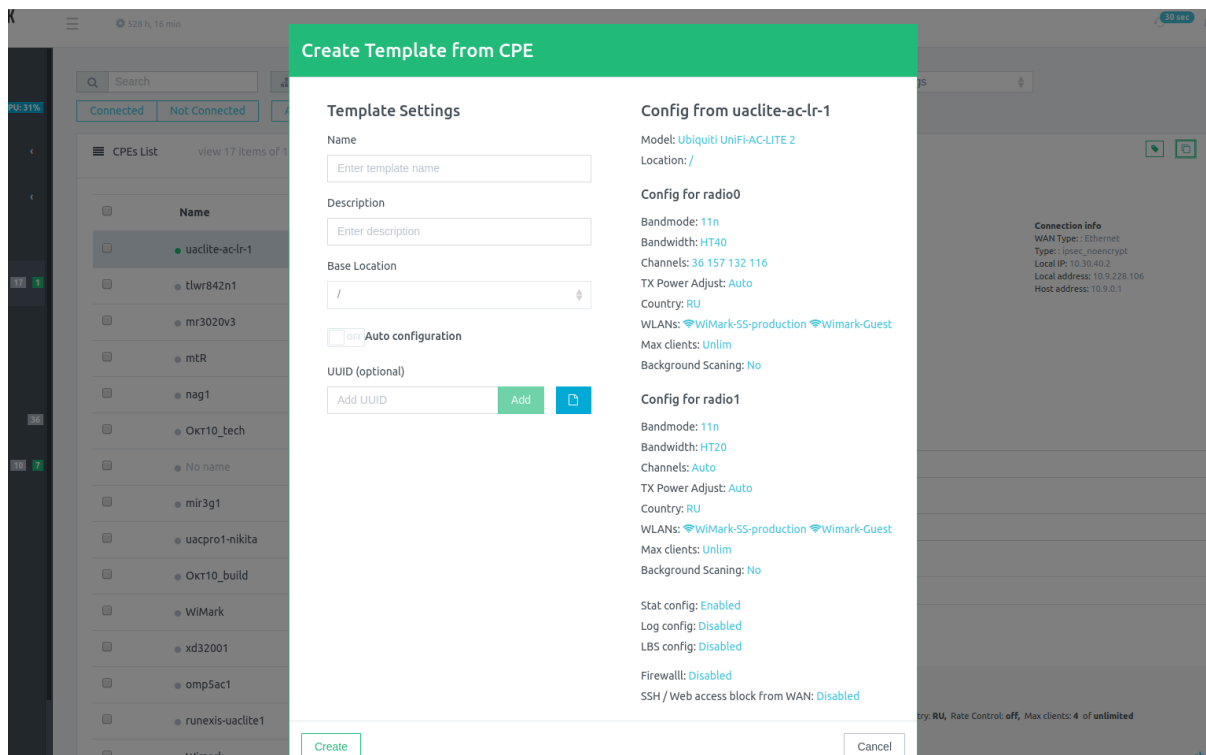 528 h, 16 min
30 sec
Create Template from CPE
Search
PU: 31%
Connected
Not Connected
CPEs List
view 17 items of 1
Name
uaclite-ac-lr-1
17 1
tlwr842n1
mr3020v3
mtR
nag1
36
Окт10_tech
10 7
No name
mir3g1
uacpro1-nikita
Окт10_build
WiMark
xd32001
omp5ac1
runexis-uaclite1
Template Settings
Name
Enter template name
Description
Enter description
Base Location
/
OFF Auto configuration
UUID (optional)
Add UUID
Add
Config from uaclite-ac-lr-1
Model: Ubiquiti UniFi-AC-LITE 2
Location: /
Config for radio0
Bandmode: 11n
Bandwidth: HT40
Channels: 36 157 132 116
TX Power Adjust: Auto
Country: RU
WLANs: WiMark-SS-production Wimark-Guest
Max clients: Unlim
Background Scaning: No
Config for radio1
Bandmode: 11n
Bandwidth: HT20
Channels: Auto
TX Power Adjust: Auto
Country: RU
WLANs: WiMark-SS-production Wimark-Guest
Max clients: Unlim
Background Scaning: No
Stat config: Enabled
Log config: Disabled
LBS config: Disabled
Firewalll: Disabled
SSH / Web access block from WAN: Disabled
Create
Cancel
Connection info
WAN Type: : Ethernet
Type: : ipsec_noencrypt
Local IP: 10.30.40.2
Local address: 10.9.228.106
Host address: 10.9.0.1
try: RU, Rate Control: off, Max clients: 4 of unlimited